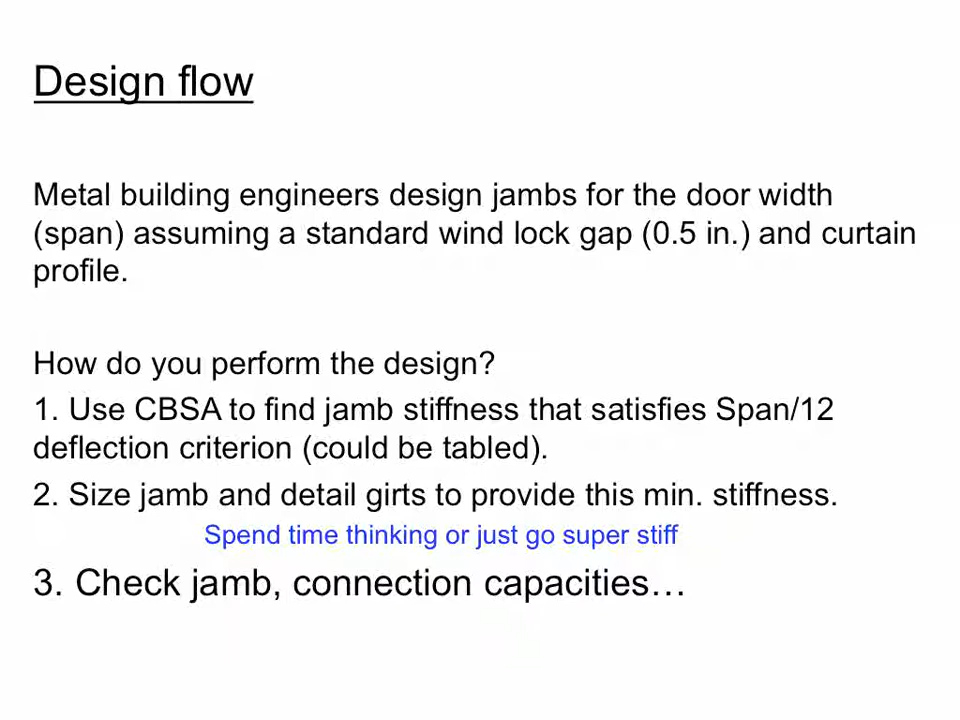 Design flow
Metal building engineers design jambs for the door width
(span) assuming a standard wind lock gap (0.5 in.) and curtain
profile.
How do you perform the design?
1. Use CBSA to find jamb stiffness that satisfies Span/12
deflection criterion (could be tabled).
2. Size jamb and detail girts to provide this min. stiffness.
Spend time thinking or just go super stiff
3. Check jamb, connection capacities…